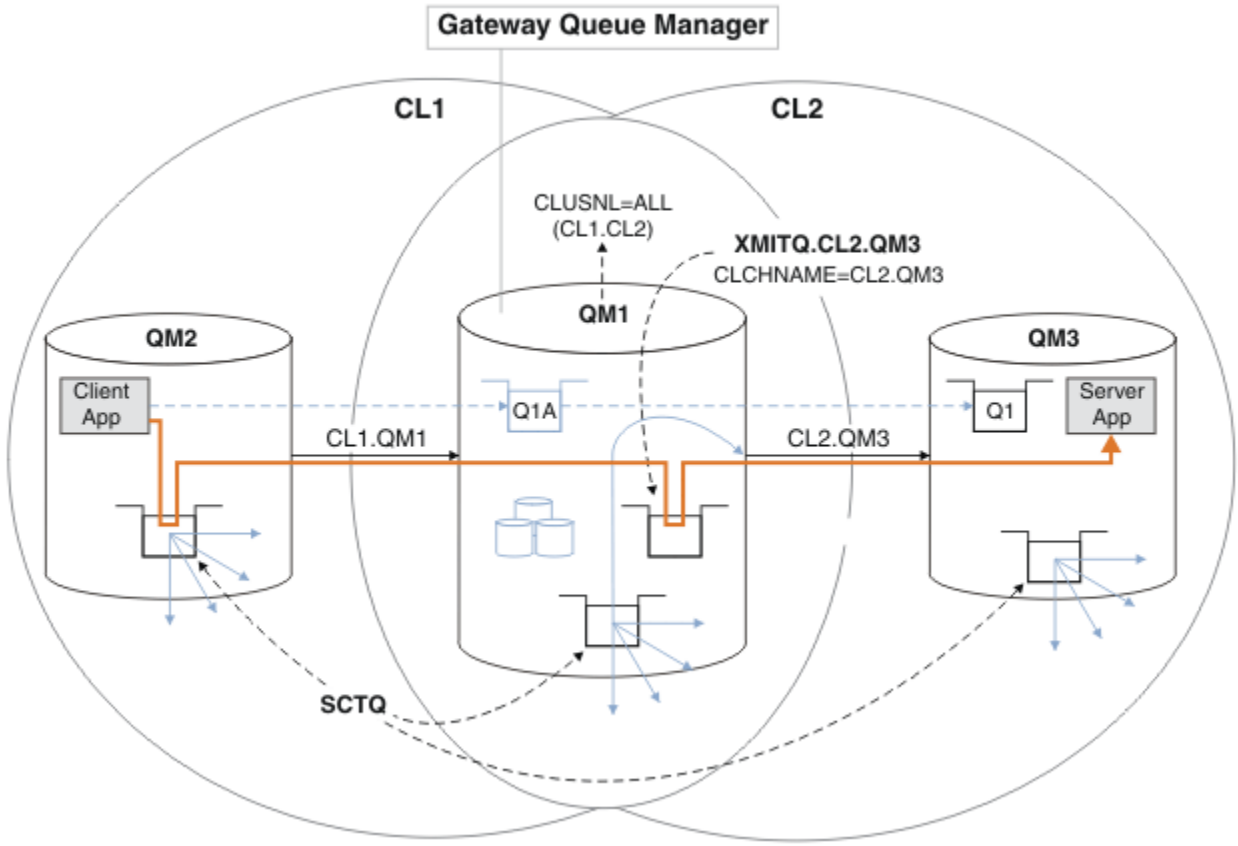 Gateway Queue Manager
CL1
CL2
CLUSNL=ALL
(CL1.CL2)
XMITQ.CL2.QM3
CLCHNAME=CL2.QM3
QM2
QM1
QM3
Client
App
Q1A
Q1
Server
App
CL1.QM1
CL2.QM3
SCTQ